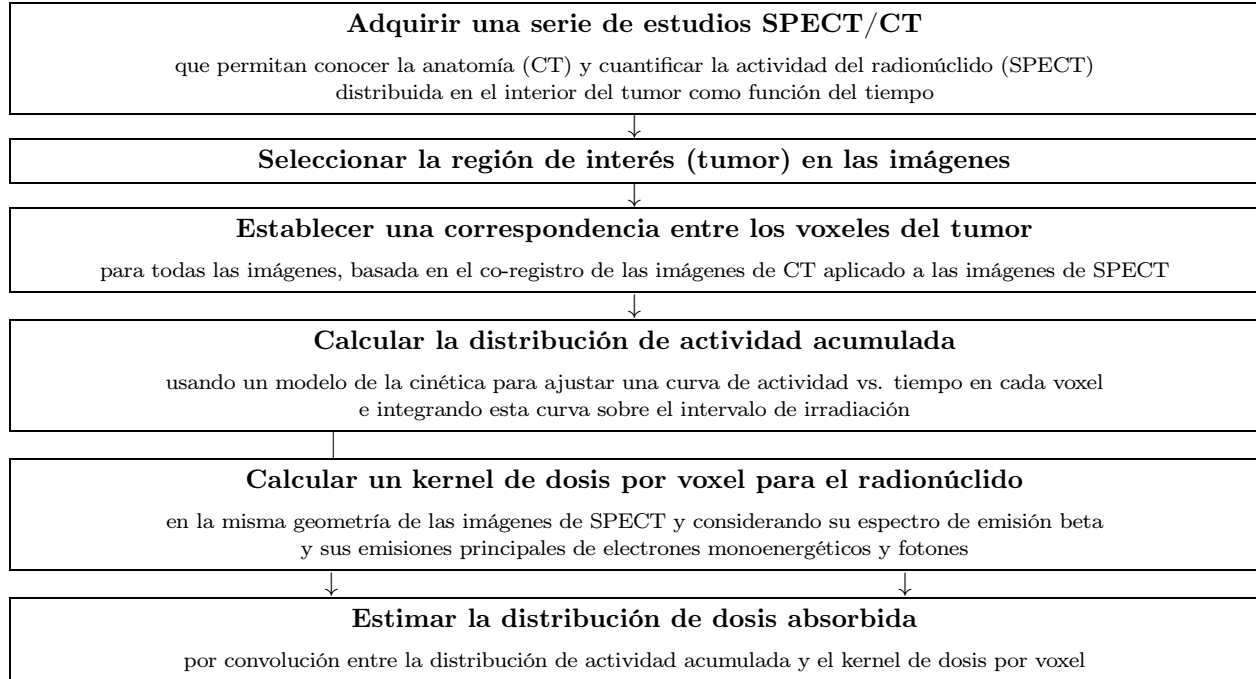 Adquirir una serie de estudios SPECT/CT
que permitan conocer la anatomía (CT) y cuantificar la actividad del radionúclido (SPECT)
distribuida en el interior del tumor como función del tiempo
↓
Seleccionar la región de interés (tumor) en las imágenes
↓
Establecer una correspondencia entre los voxeles del tumor
para todas las imágenes, basada en el co-registro de las imágenes de CT aplicado a las imágenes de SPECT
↓
Calcular la distribución de actividad acumulada
usando un modelo de la cinética para ajustar una curva de actividad vs. tiempo en cada voxel
e integrando esta curva sobre el intervalo de irradiación
Calcular un kernel de dosis por voxel para el radionúclido
en la misma geometría de las imágenes de SPECT y considerando su espectro de emisión beta
y sus emisiones principales de electrones monoenergéticos y fotones
↓ ↓
Estimar la distribución de dosis absorbida
por convolución entre la distribución de actividad acumulada y el kernel de dosis por voxel